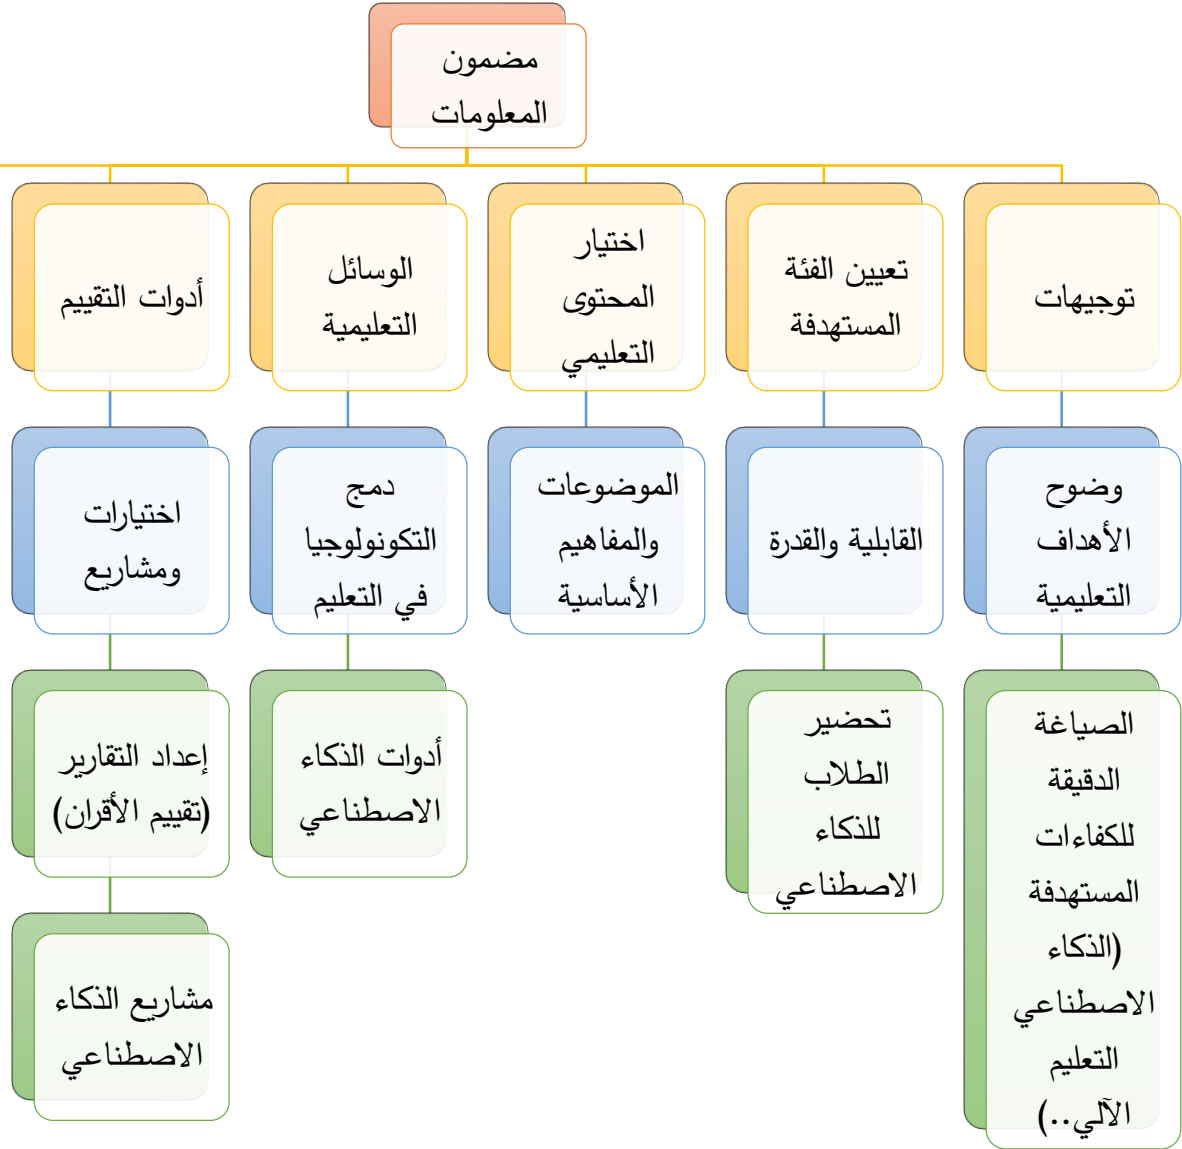 مضمون
المعلومات
توجيهات
تعيين الفئة
المستهدفة
اختيار
المحتوى
التعليمي
الوسائل
التعليمية
أدوات التقييم
وضوح
الأهداف
التعليمية
القابلية والقدرة
الموضوعات
والمفاهيم
الأساسية
دمج
التكونولوجيا
في التعليم
اختيارات
ومشاريع
الصياغة
الدقيقة
للكفاءات
المستهدفة
(الذكاء
الاصطناعي
التعليم
الآلي..)
تحضير
الطلاب
للذكاء
الاصطناعي
أدوات الذكاء
الاصطناعي
إعداد التقارير
(تقييم الأقران)
مشاريع الذكاء
الاصطناعي